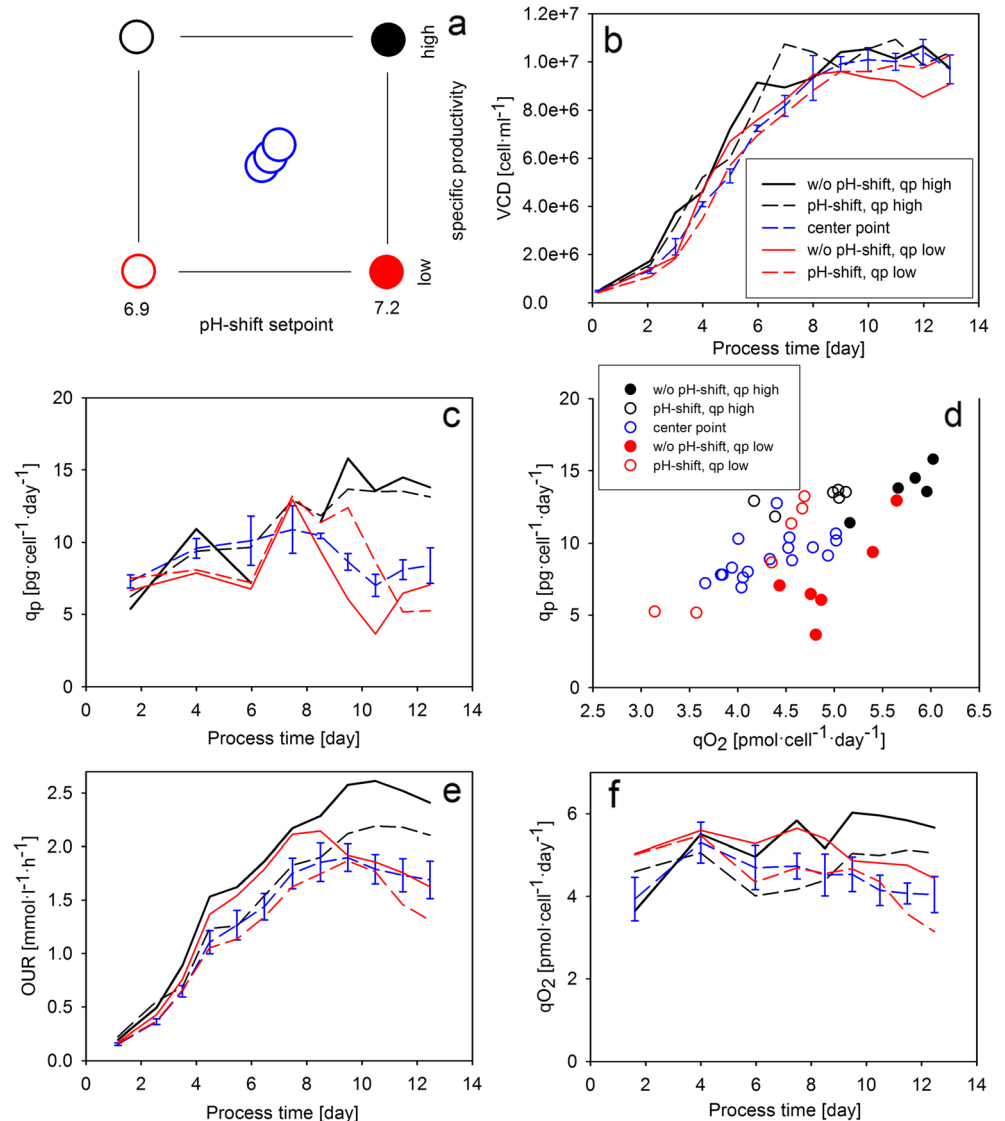 a
high
specific productivity
low
6.9
7.2
pH-shift setpoint
b
1.2e+7
1.0e+7
8.0e+6
6.0e+6
4.0e+6
2.0e+6
0.0
VCD [cell·ml⁻¹]
w/o pH-shift, qp high
pH-shift, qp high
center point
w/o pH-shift, qp low
pH-shift, qp low
0 2 4 6 8 10 12 14
Process time [day]
c
20
15
10
5
0
qp [pg·cell⁻¹·day⁻¹]
0 2 4 6 8 10 12 14
Process time [day]
w/o pH-shift, qp high
pH-shift, qp high
center point
w/o pH-shift, qp low
pH-shift, qp low
d
20
15
10
5
0
qp [pg·cell⁻¹·day⁻¹]
2.5 3.0 3.5 4.0 4.5 5.0 5.5 6.0 6.5
qO₂ [pmol·cell⁻¹·day⁻¹]
e
2.5
2.0
1.5
1.0
0.5
0.0
OUR [mmol·l⁻¹·h⁻¹]
0 2 4 6 8 10 12 14
Process time [day]
f
6
4
2
0
qO₂ [pmol·cell⁻¹·day⁻¹]
0 2 4 6 8 10 12 14
Process time [day]